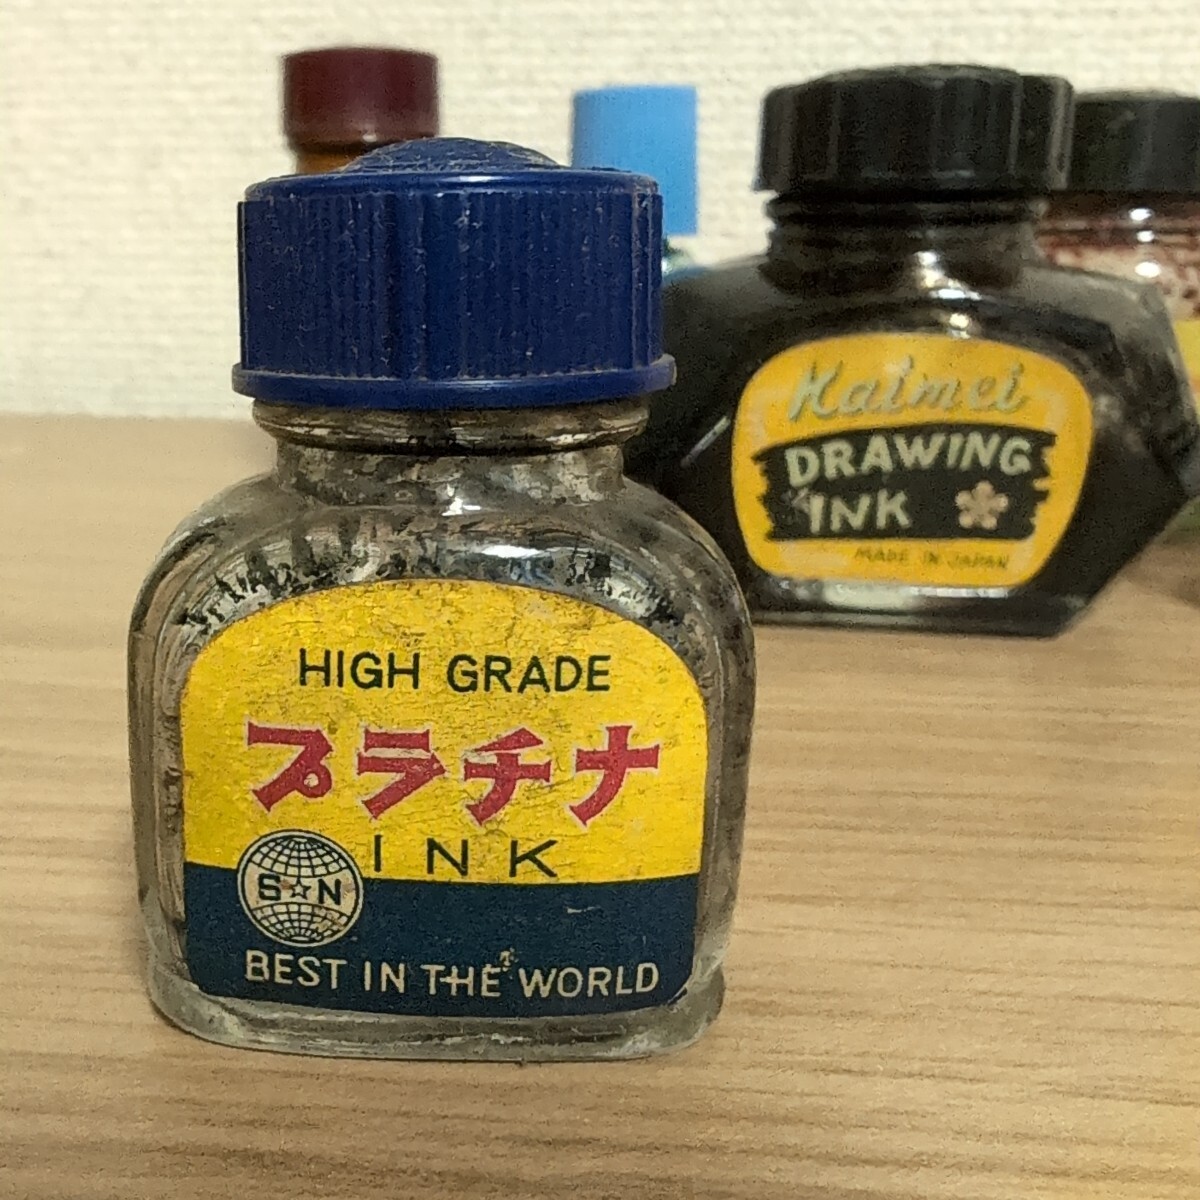 HIGH GRADE
プラチナ
INK
S☆N
BEST IN THE WORLD
Kaimei
DRAWING
INK
MADE IN JAPAN